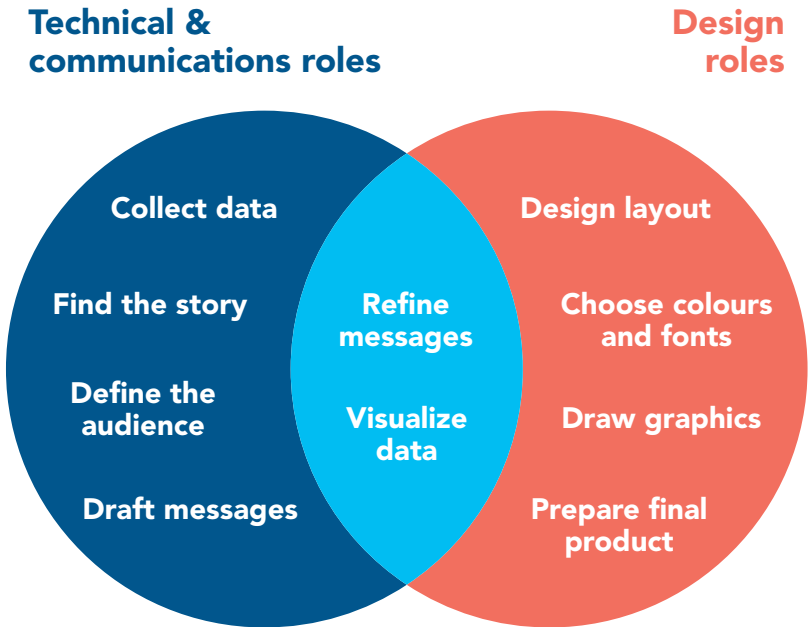 Technical &
communications roles
Design
roles
Collect data
Find the story
Define the
audience
Draft messages
Refine
messages
Visualize
data
Design layout
Choose colours
and fonts
Draw graphics
Prepare final
product